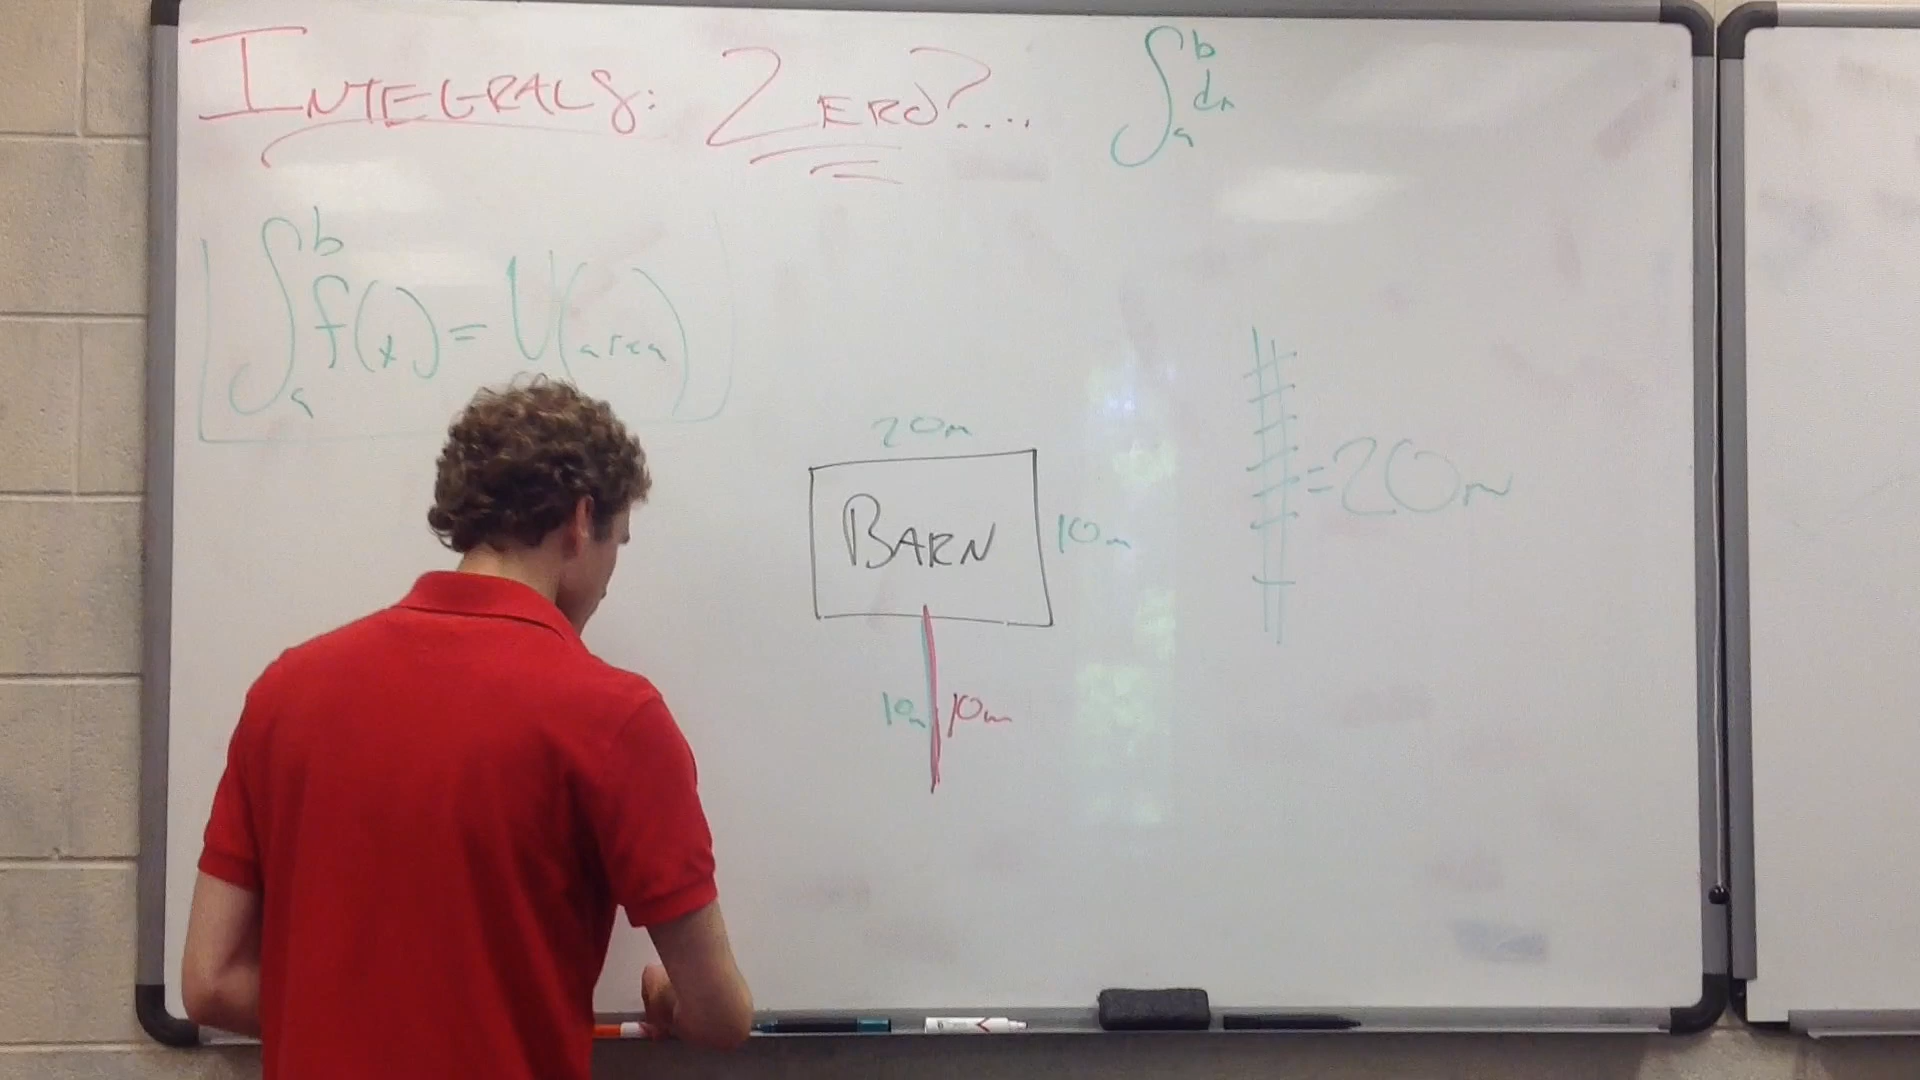 INTEGRALS: ZERO?....
∫ₐᵇ dx
∫ₐᵇ f(x) = U(area)
20m
BARN
10m
=20m
10m
10m